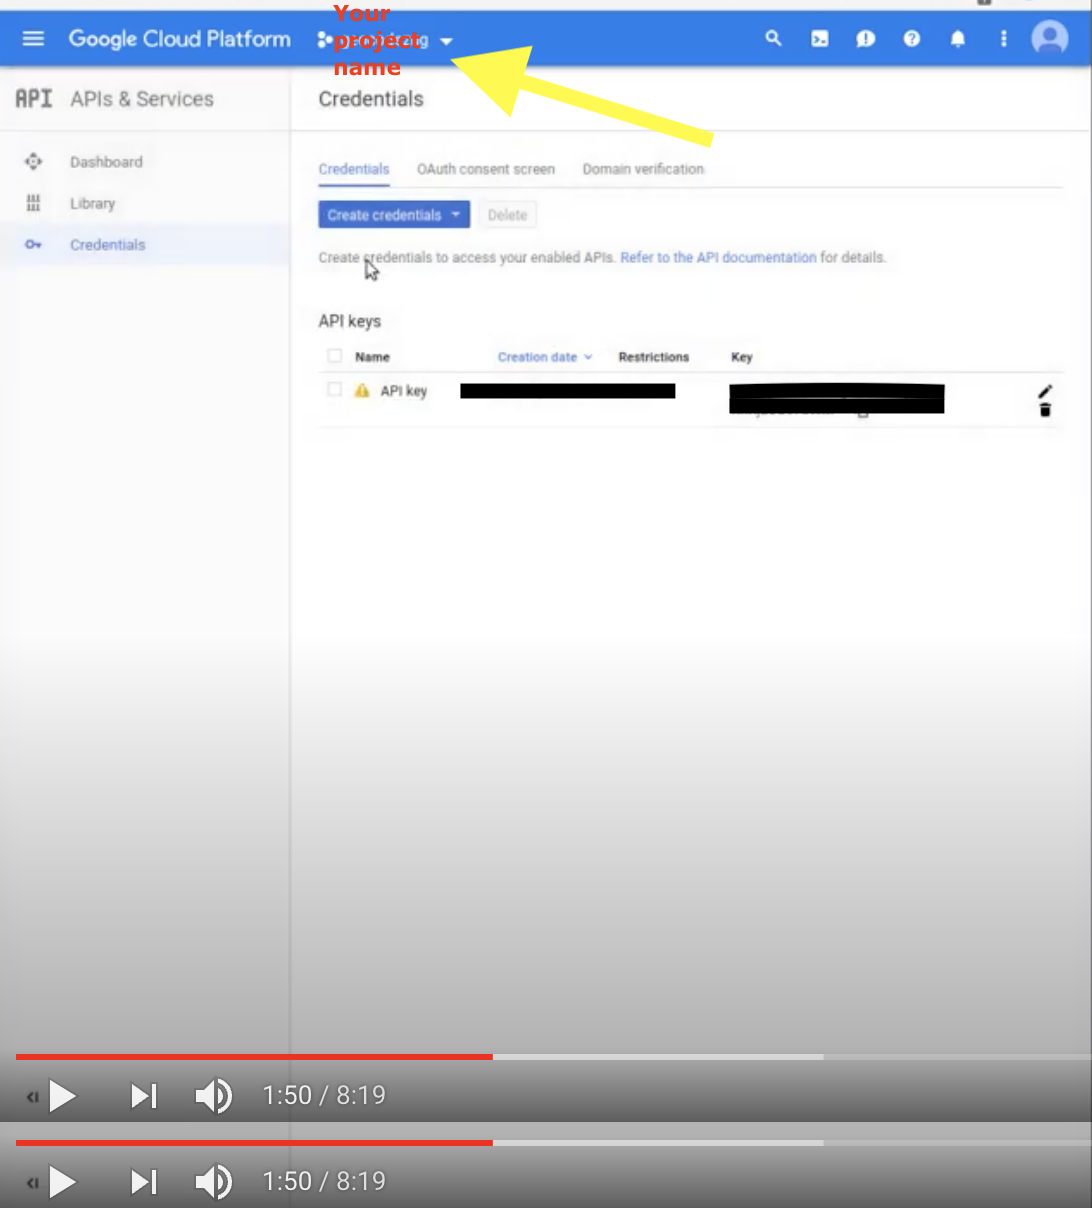 Your
Google Cloud Platform project
name
API APIs & Services
Credentials
Dashboard
Library
Credentials
Credentials OAuth consent screen Domain verification
Create credentials Delete
Create credentials to access your enabled APIs. Refer to the API documentation for details.
API keys
Name Creation date Restrictions Key
API key
1:50 / 8:19
1:50 / 8:19